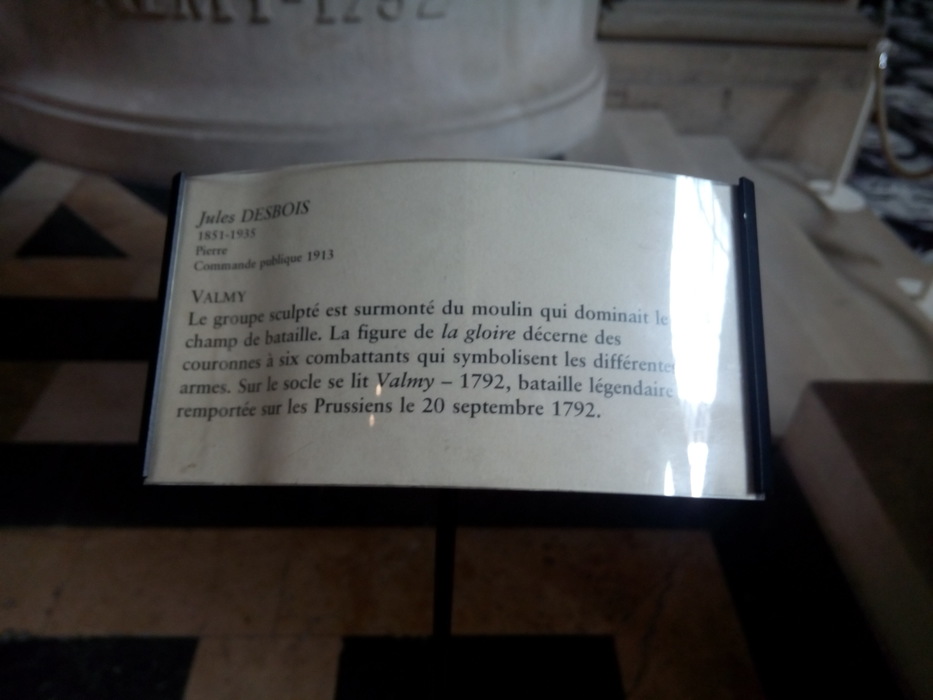 VALMY-1792
Jules DESBOIS
1851-1935
Pierre
Commande publique 1913
VALMY
Le groupe sculpté est surmonté du moulin qui dominait le
champ de bataille. La figure de la gloire décerne des
couronnes à six combattants qui symbolisent les différentes
armes. Sur le socle se lit Valmy – 1792, bataille légendaire
remportée sur les Prussiens le 20 septembre 1792.